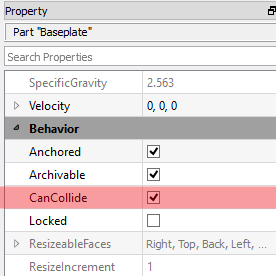 Property
Part "Baseplate"
Search Properties
SpecificGravity 2.563
Velocity 0, 0, 0
Behavior
Anchored
Archivable
CanCollide
Locked
ResizeableFaces Right, Top, Back, Left, ...
ResizeIncrement 1